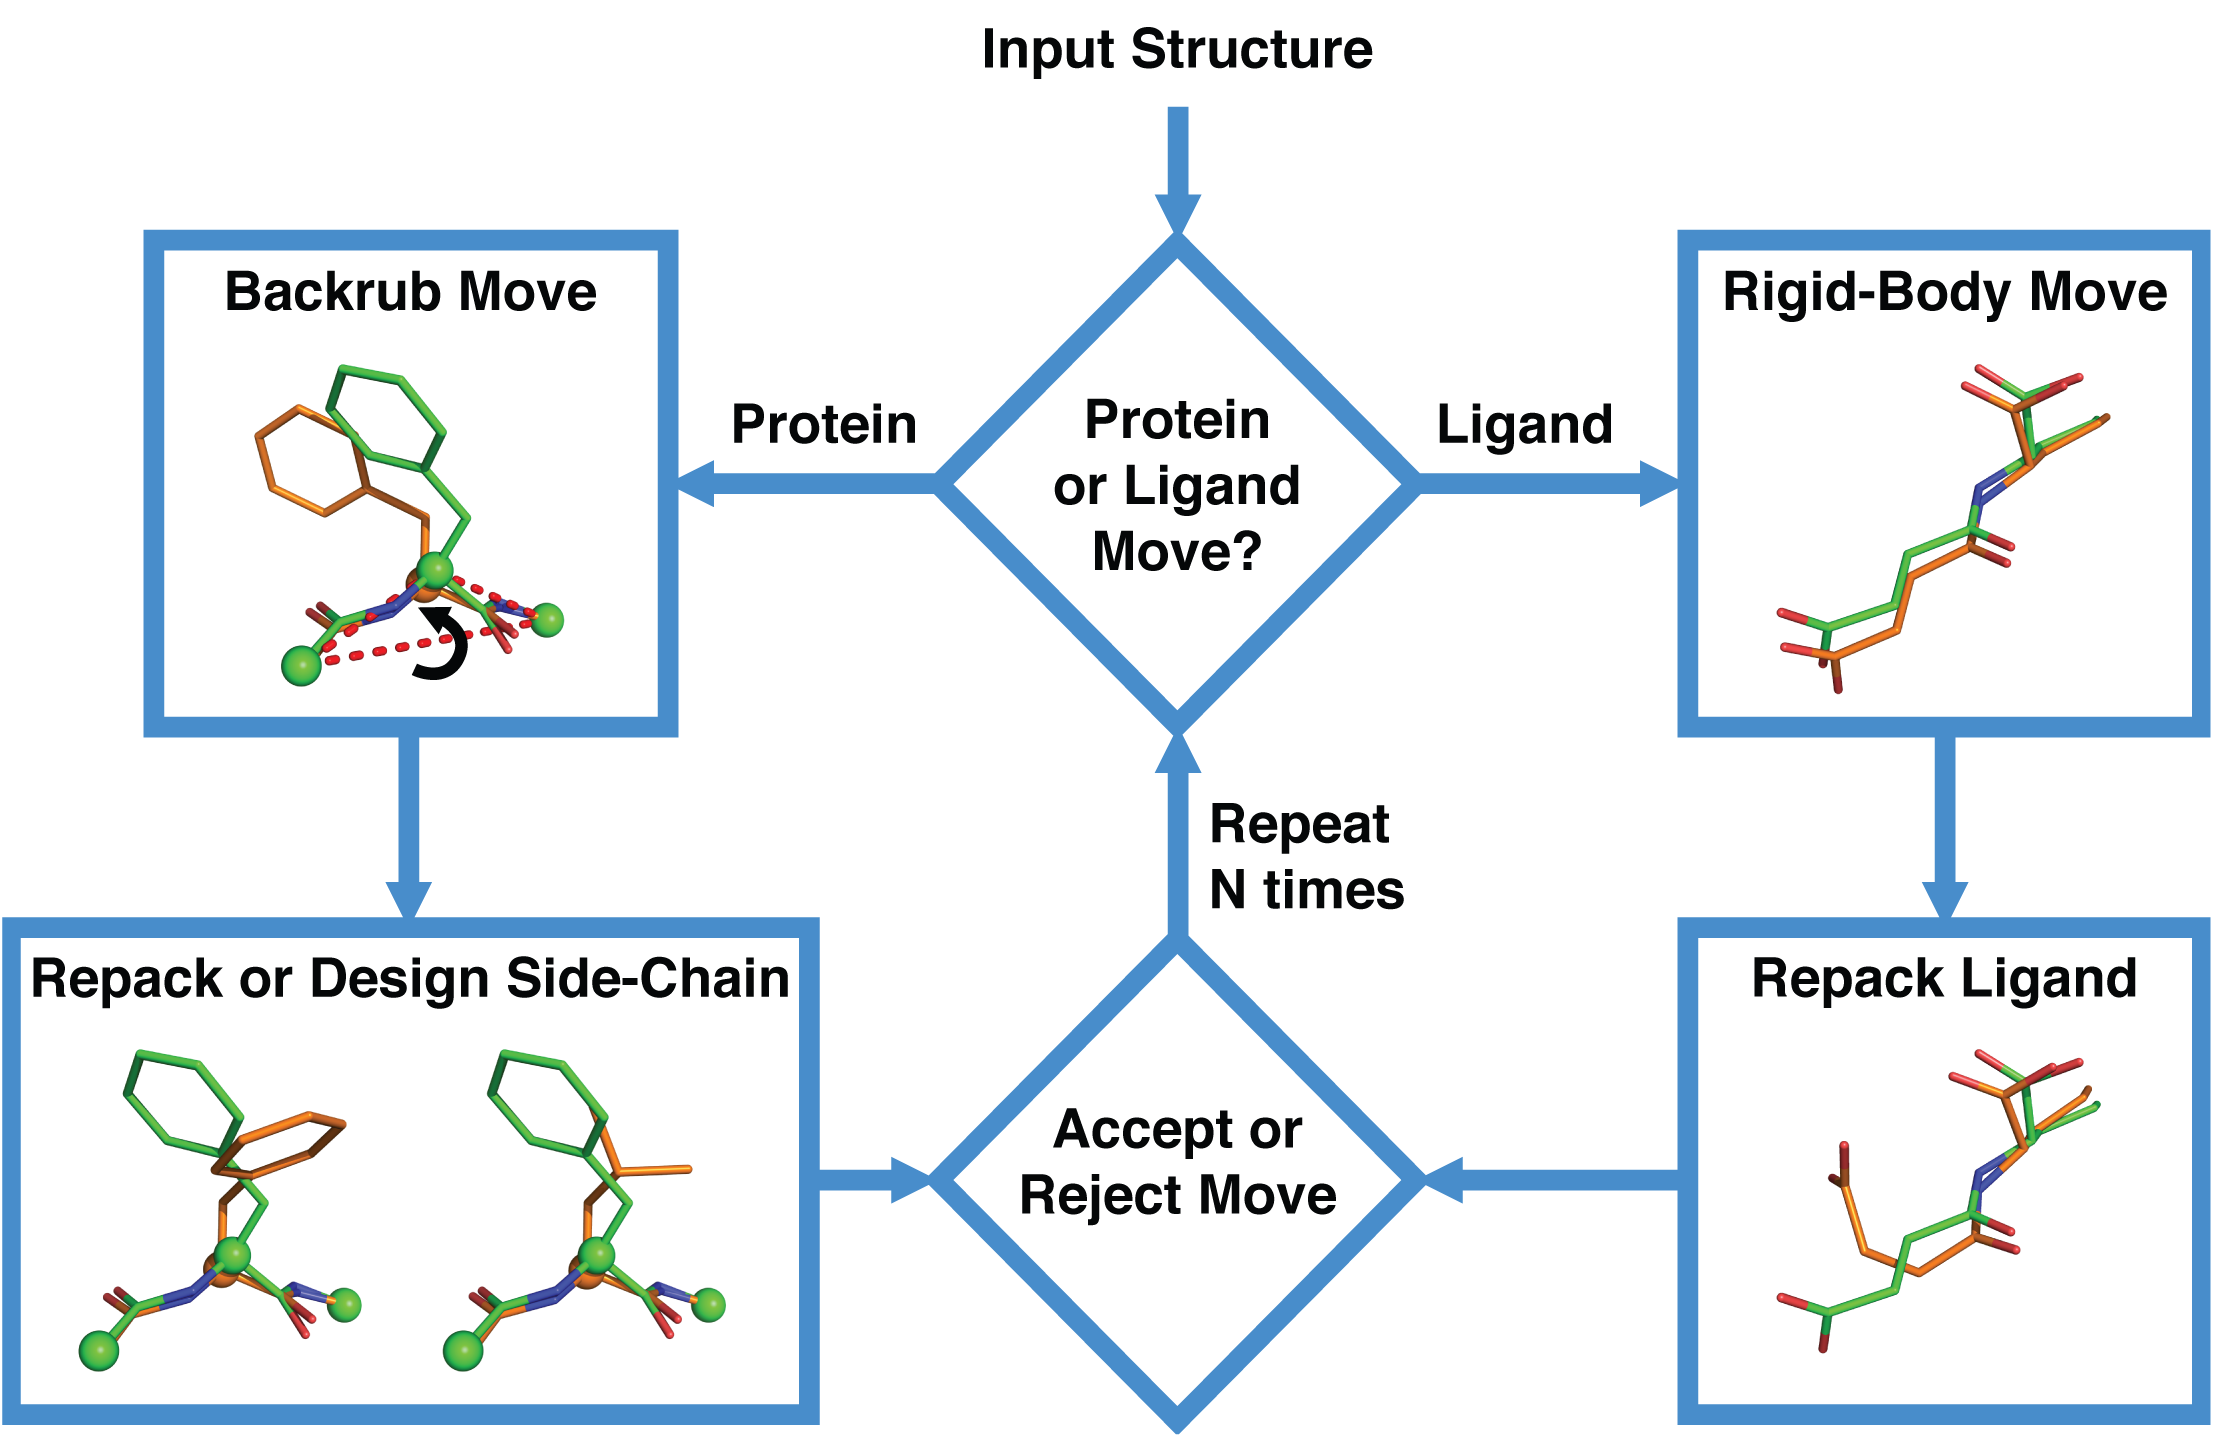 Input Structure
Backrub Move
Rigid-Body Move
Protein
Protein
or Ligand
Move?
Ligand
Repeat
N times
Repack or Design Side-Chain
Accept or
Reject Move
Repack Ligand